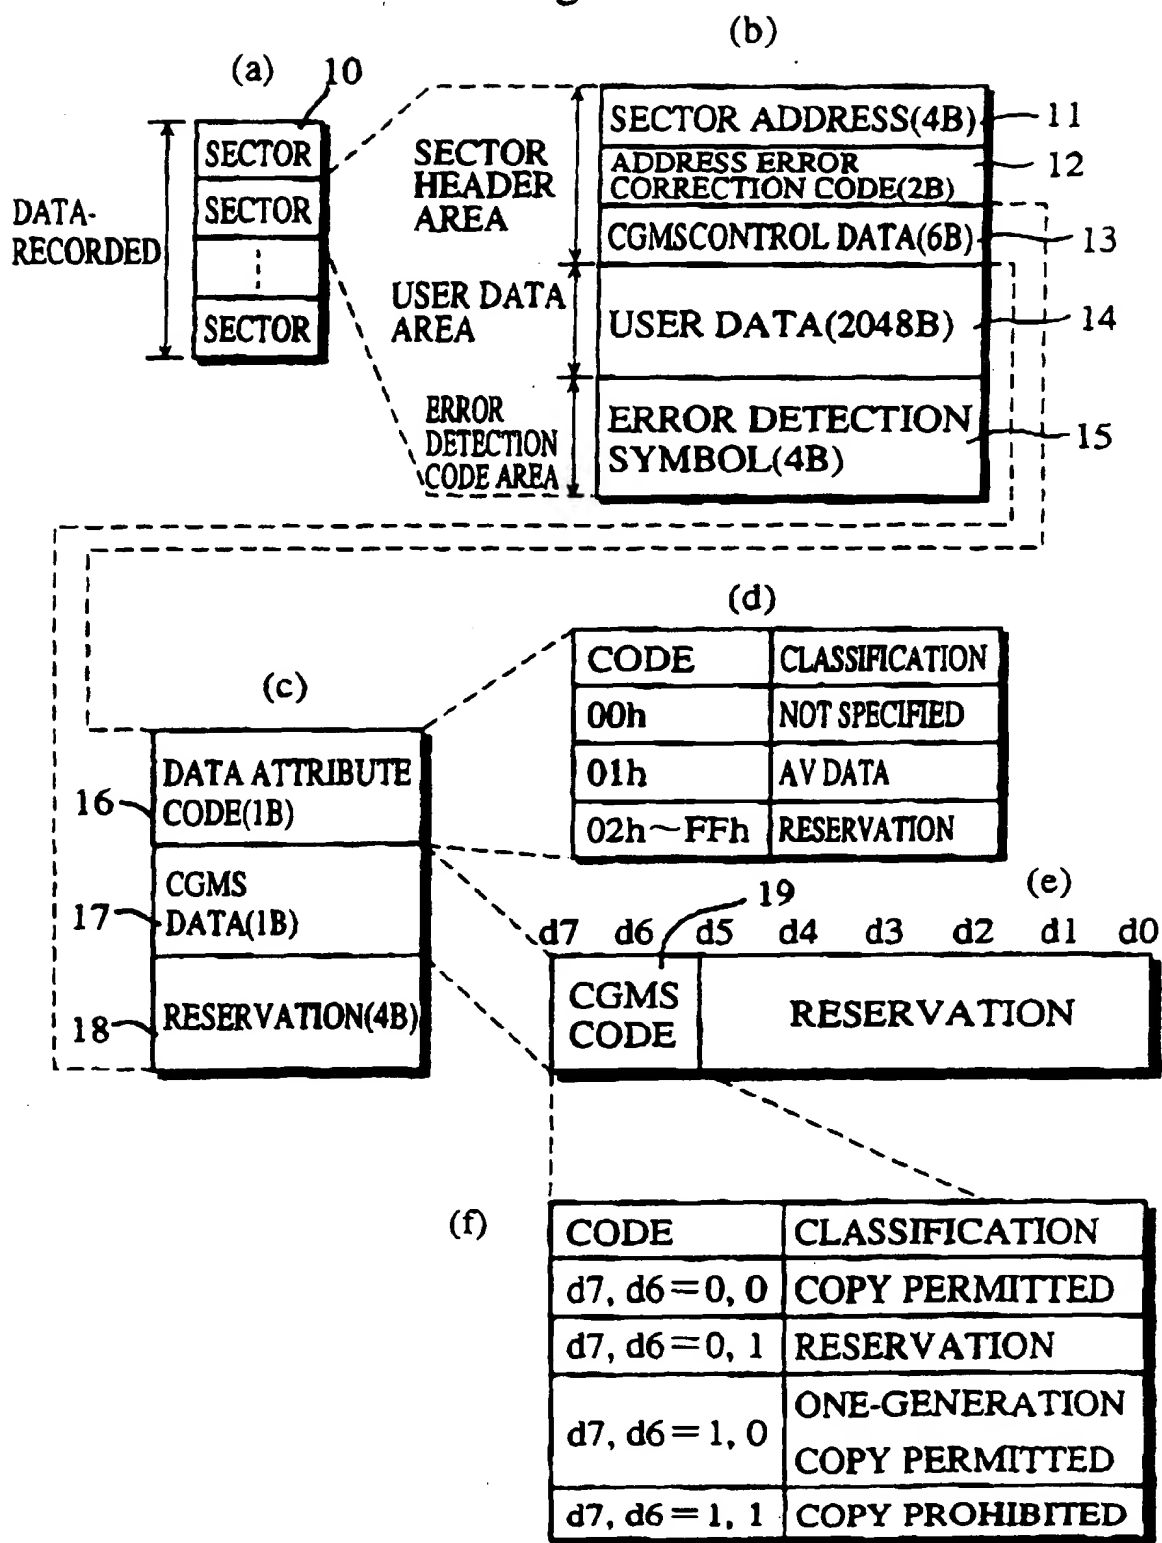 (b)
(a) 10
SECTOR
SECTOR
SECTOR
DATA-
RECORDED
SECTOR
HEADER
AREA
USER DATA
AREA
ERROR
DETECTION
CODE AREA
SECTOR ADDRESS(4B) 11
ADDRESS ERROR
CORRECTION CODE(2B) 12
CGMSCONTROL DATA(6B) 13
USER DATA(2048B) 14
ERROR DETECTION
SYMBOL(4B) 15
(d)
CODE CLASSIFICATION
00h NOT SPECIFIED
01h AV DATA
02h~FFh RESERVATION
(c)
DATA ATTRIBUTE
16 CODE(1B)
CGMS
17 DATA(1B)
18 RESERVATION(4B)
19 (e)
d7 d6 d5 d4 d3 d2 d1 d0
CGMS
CODE
RESERVATION
(f)
CODE CLASSIFICATION
d7, d6=0, 0 COPY PERMITTED
d7, d6=0, 1 RESERVATION
d7, d6=1, 0 ONE-GENERATION
COPY PERMITTED
d7, d6=1, 1 COPY PROHIBITED